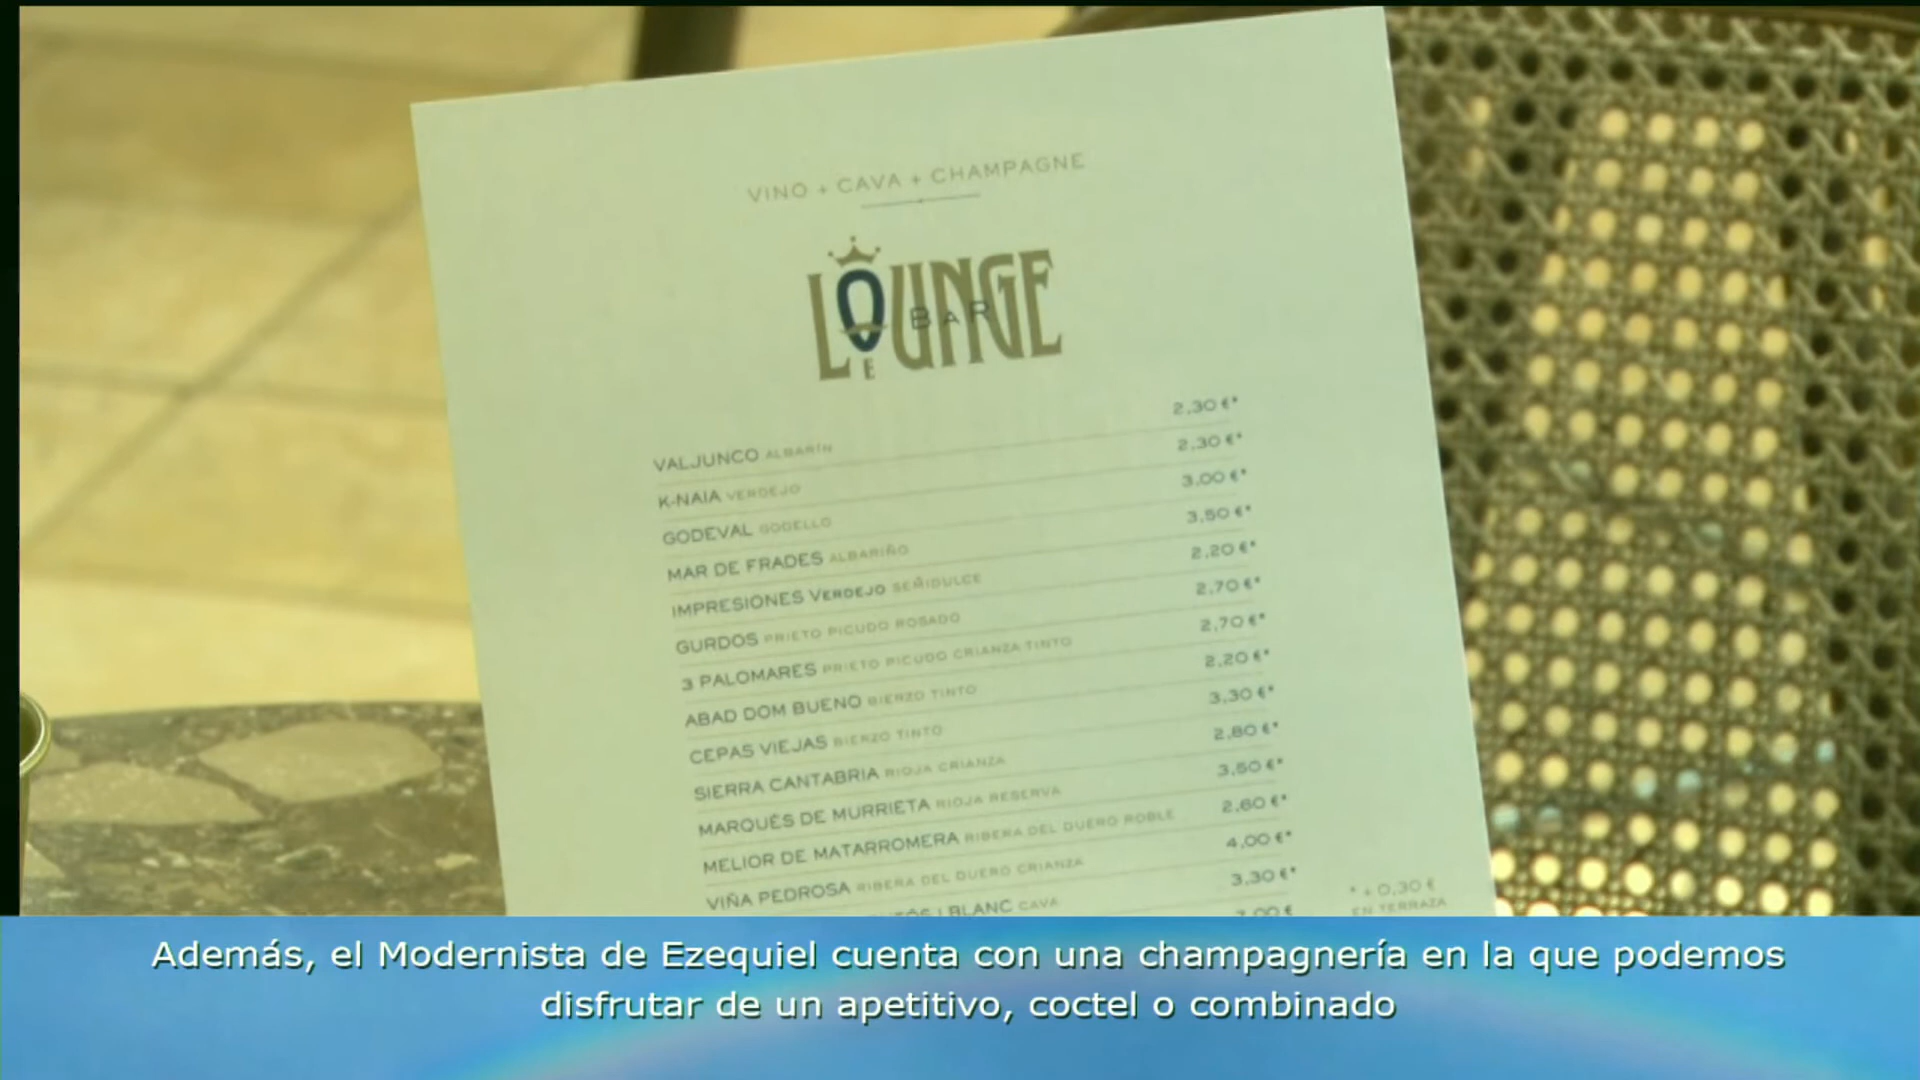 VINO + CAVA + CHAMPAGNE
LOUNGE
BAR
E
VALJUNCO ALBARÍN 2,30 €*
K-NAIA VERDEJO 2,30 €*
GODEVAL GODELLO 3,00 €*
MAR DE FRADES ALBARIÑO 3,50 €*
IMPRESIONES VERDEJO SEÑIDULCE 2,20 €*
GURDOS PRIETO PICUDO ROSADO 2,70 €*
3 PALOMARES PRIETO PICUDO CRIANZA TINTO 2,70 €*
ABAD DOM BUENO BIERZO TINTO 2,20 €*
CEPAS VIEJAS BIERZO TINTO 3,30 €*
SIERRA CANTABRIA RIOJA CRIANZA 2,80 €*
MARQUÉS DE MURRIETA RIOJA RESERVA 3,50 €*
MELIOR DE MATARROMERA RIBERA DEL DUERO ROBLE 2,60 €*
VIÑA PEDROSA RIBERA DEL DUERO CRIANZA 4,00 €*
BLANC CAVA 3,30 €*
* + 0,30 €
EN TERRAZA
Además, el Modernista de Ezequiel cuenta con una champagnería en la que podemos
disfrutar de un apetitivo, coctel o combinado